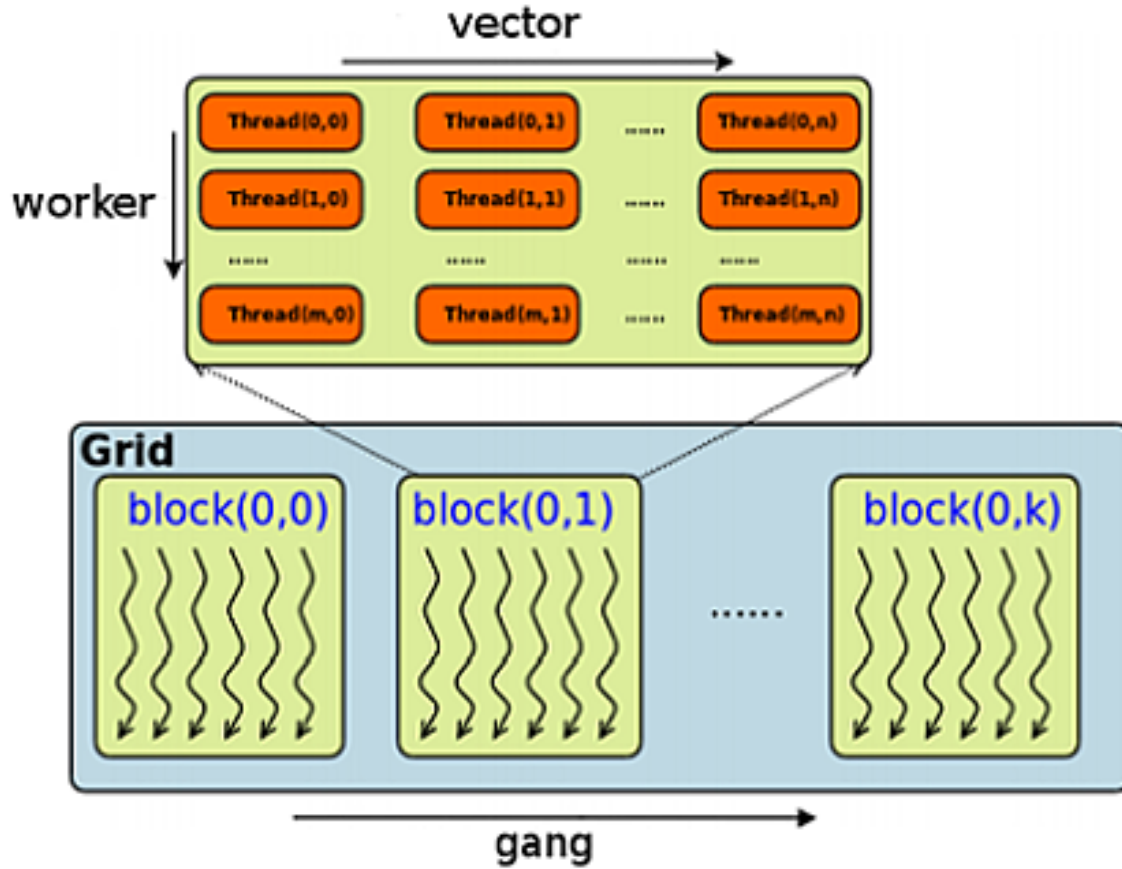 vector
Thread(0,0) Thread(0,1) ...... Thread(0,n)
worker
Thread(1,0) Thread(1,1) ...... Thread(1,n)
...... ...... ...... ......
Thread(m,0) Thread(m,1) ...... Thread(m,n)
Grid
block(0,0) block(0,1) block(0,k)
......
gang